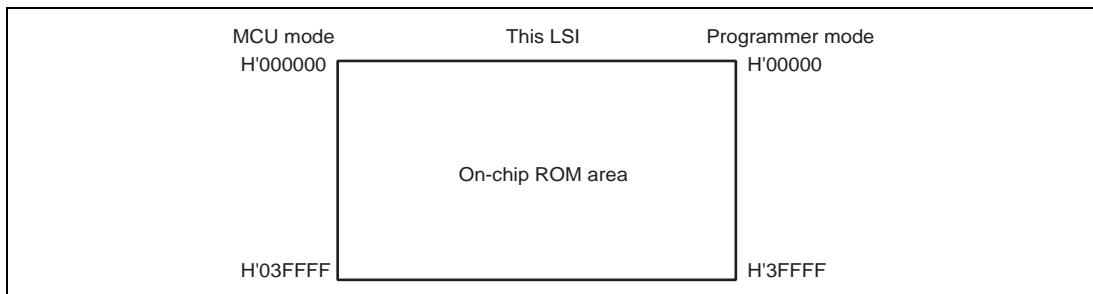 MCU mode This LSI Programmer mode
H'000000 H'00000
On-chip ROM area
H'03FFFF H'3FFFF